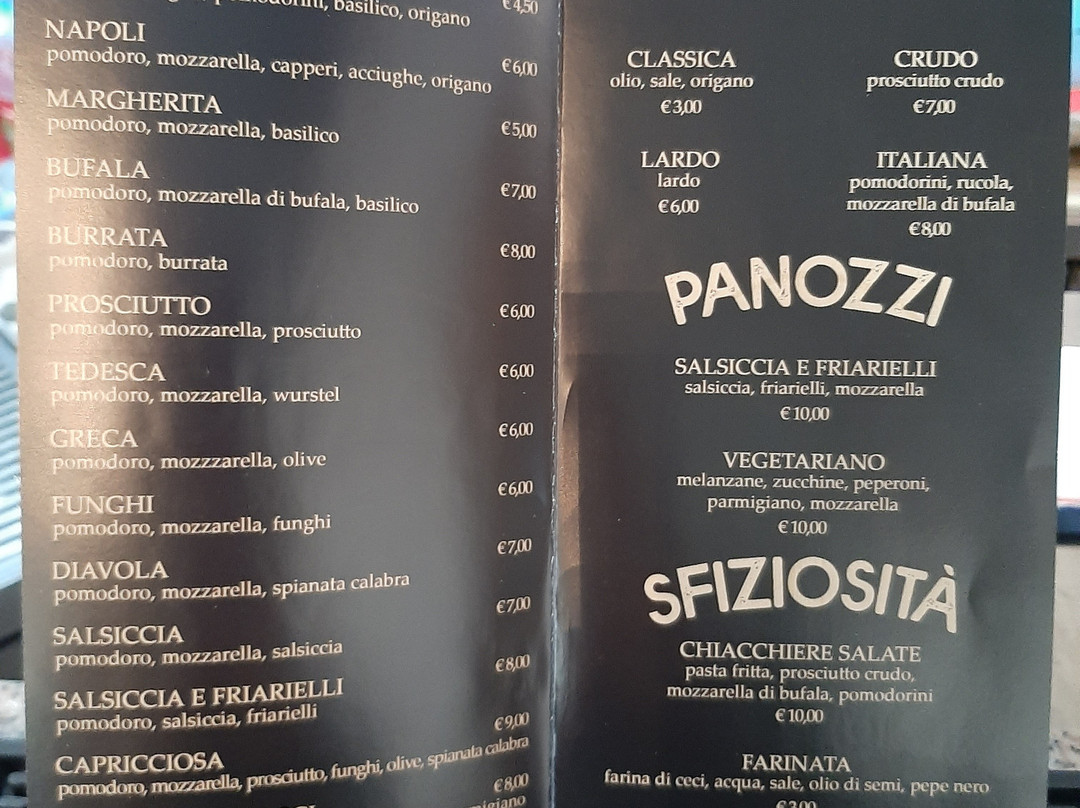 basilico, origano
€4,50
NAPOLI
pomodoro, mozzarella, capperi, acciughe, origano
€6,00
MARGHERITA
pomodoro, mozzarella, basilico
€5,00
BUFALA
pomodoro, mozzarella di bufala, basilico
€7,00
BURRATA
pomodoro, burrata
€8,00
PROSCIUTTO
pomodoro, mozzarella, prosciutto
€6,00
TEDESCA
pomodoro, mozzarella, wurstel
€6,00
GRECA
pomodoro, mozzzarella, olive
€6,00
FUNGHI
pomodoro, mozzarella, funghi
€6,00
DIAVOLA
pomodoro, mozzarella, spianata calabra
€7,00
SALSICCIA
pomodoro, mozzarella, salsiccia
€7,00
SALSICCIA E FRIARIELLI
pomodoro, salsiccia, friarielli
€8,00
CAPRICCIOSA
pomodoro, mozzarella, prosciutto, funghi, olive, spianata calabra
€9,00
€8,00
CLASSICA
olio, sale, origano
€3,00
CRUDO
prosciutto crudo
€7,00
LARDO
lardo
€6,00
ITALIANA
pomodorini, rucola,
mozzarella di bufala
€8,00
PANOZZI
SALSICCIA E FRIARIELLI
salsiccia, friarielli, mozzarella
€10,00
VEGETARIANO
melanzane, zucchine, peperoni,
parmigiano, mozzarella
€10,00
SFIZIOSITÀ
CHIACCHIERE SALATE
pasta fritta, prosciutto crudo,
mozzarella di bufala, pomodorini
€10,00
FARINATA
farina di ceci, acqua, sale, olio di semi, pepe nero